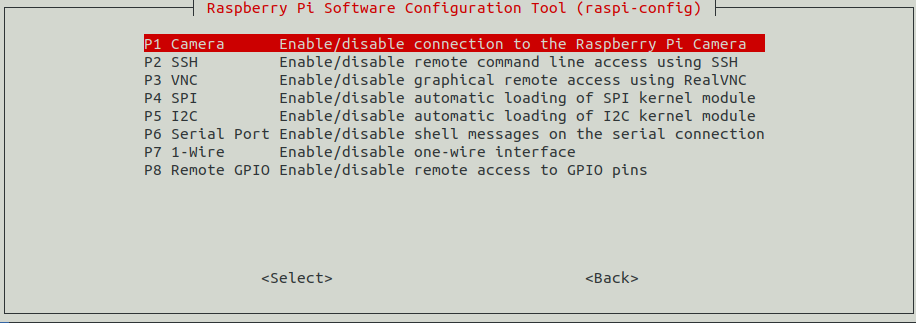 Raspberry Pi Software Configuration Tool (raspi-config)
P1 Camera Enable/disable connection to the Raspberry Pi Camera
P2 SSH Enable/disable remote command line access using SSH
P3 VNC Enable/disable graphical remote access using RealVNC
P4 SPI Enable/disable automatic loading of SPI kernel module
P5 I2C Enable/disable automatic loading of I2C kernel module
P6 Serial Port Enable/disable shell messages on the serial connection
P7 1-Wire Enable/disable one-wire interface
P8 Remote GPIO Enable/disable remote access to GPIO pins
<Select> <Back>